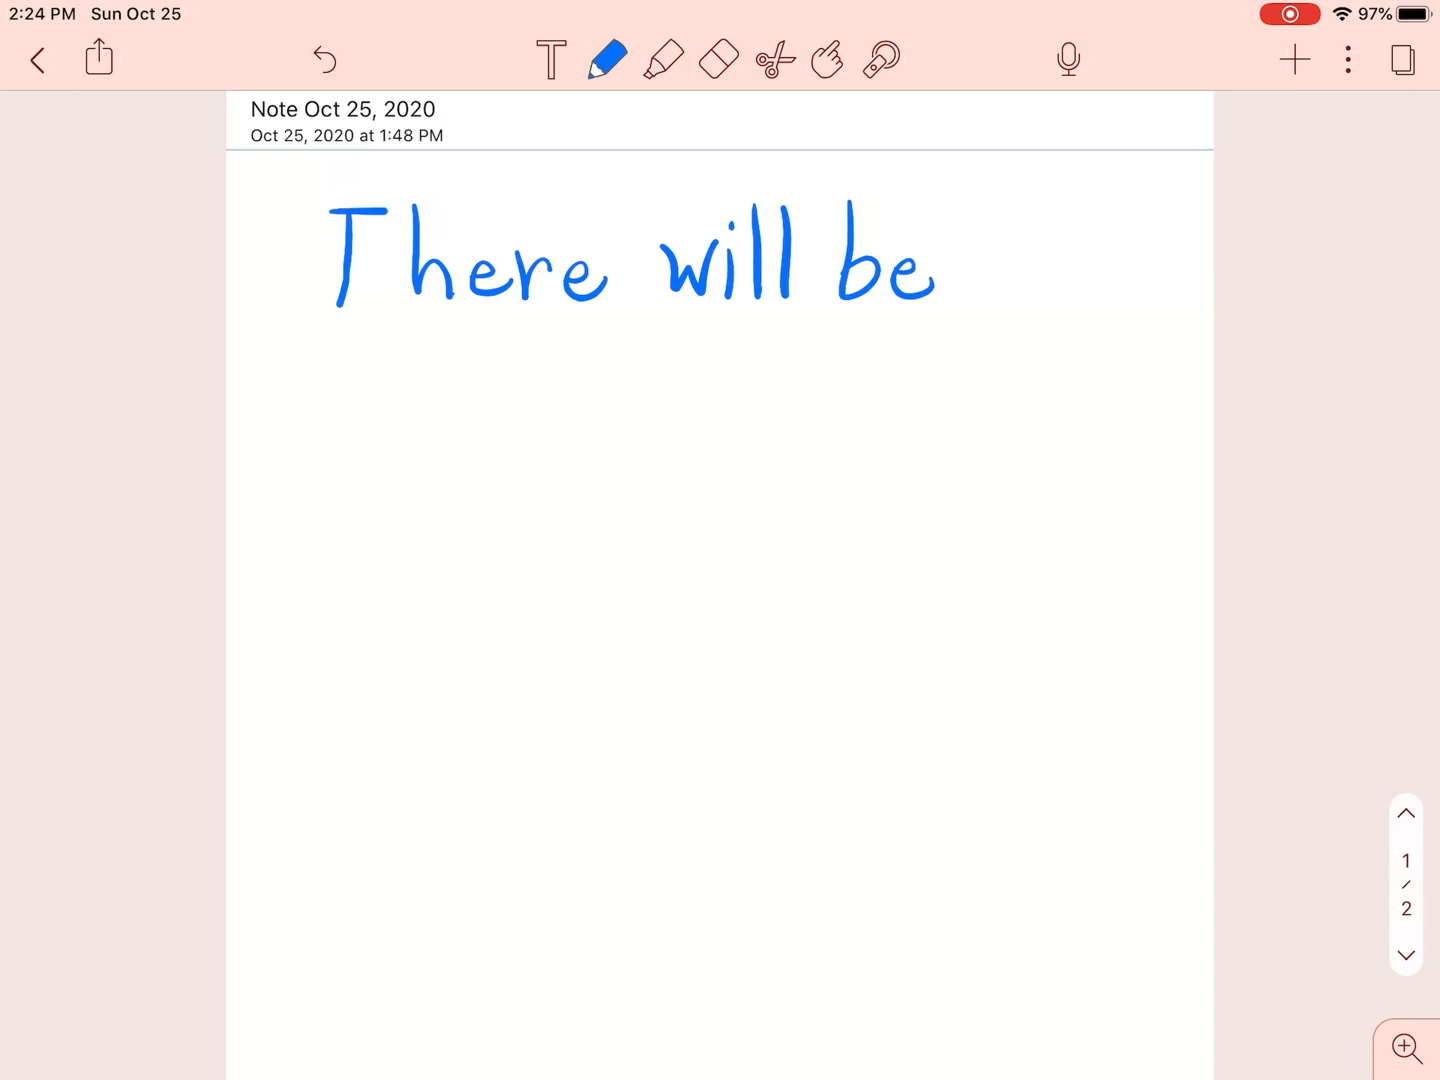 2:24 PM Sun Oct 25 97%
T
Note Oct 25, 2020
Oct 25, 2020 at 1:48 PM
There will be
1
/
2